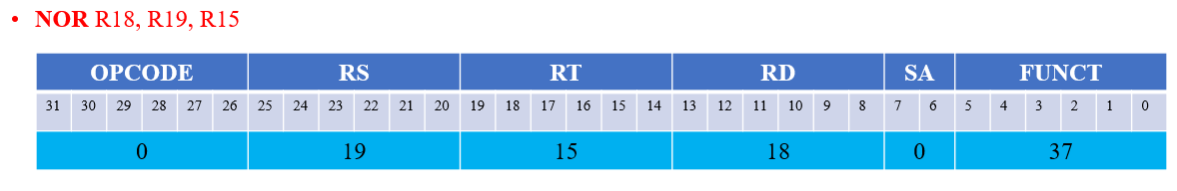 • NOR R18, R19, R15
OPCODE RS RT RD SA FUNCT
31 30 29 28 27 26 25 24 23 22 21 20 19 18 17 16 15 14 13 12 11 10 9 8 7 6 5 4 3 2 1 0
0 19 15 18 0 37